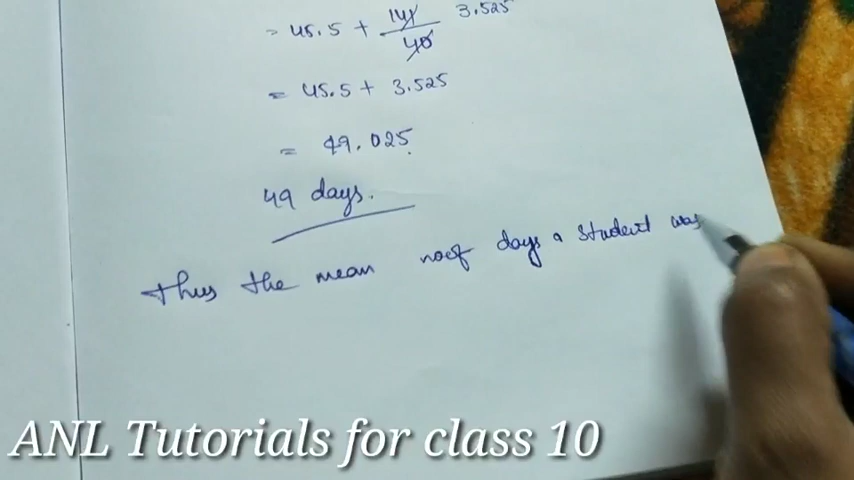 = 45.5 + 141/40 3.525
= 45.5 + 3.525
= 49.025.
49 days.
Thus the mean no of days a student was
ANL Tutorials for class 10